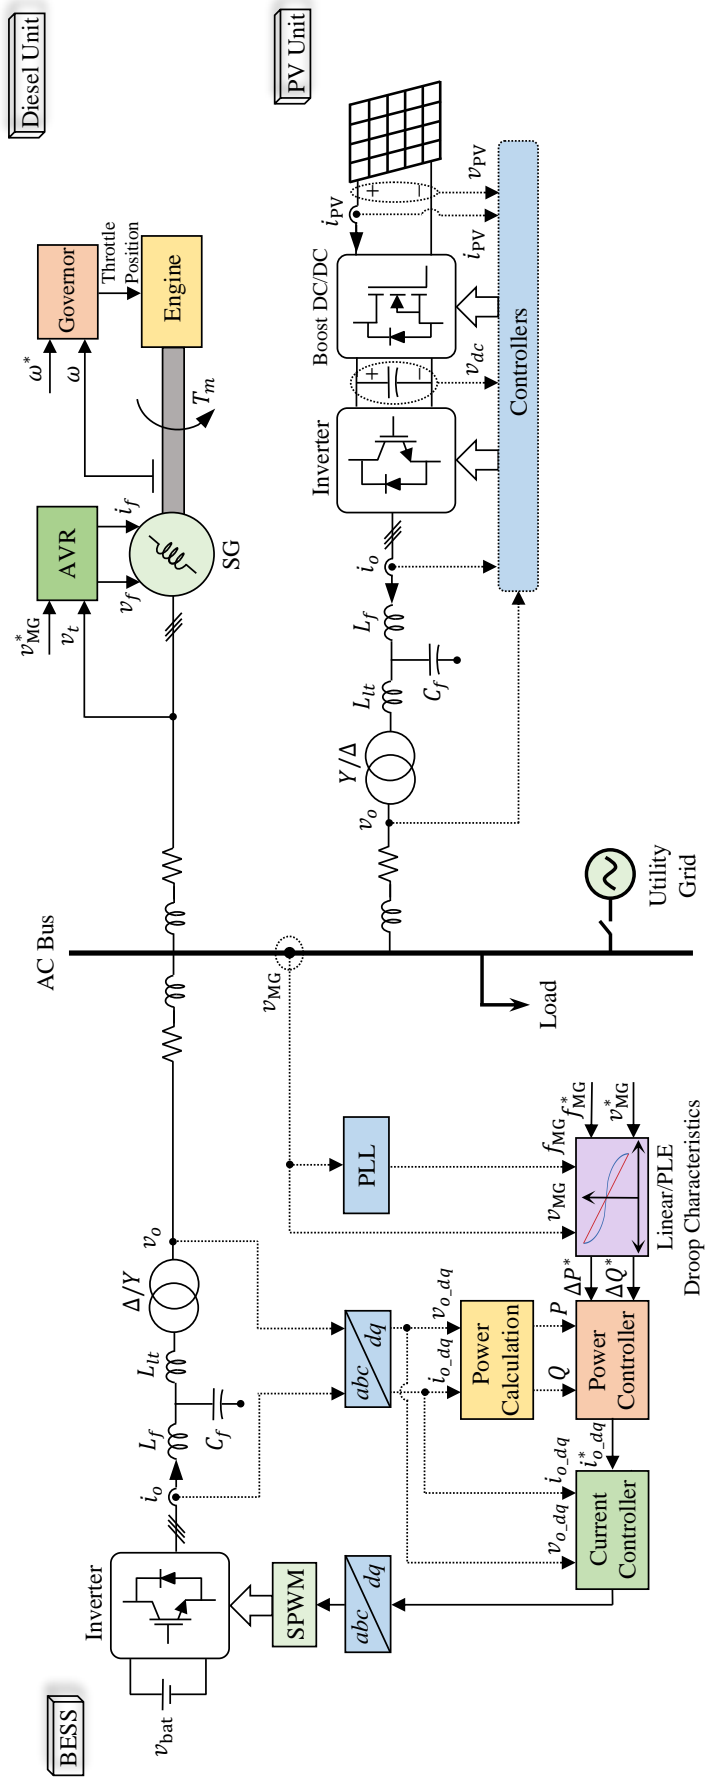 BESS
v_bat
Inverter
i_o
L_f
C_f
L_lt
Δ/Y
v_o
SPWM
abc
dq
abc
dq
v_o_dq
i_o_dq
Power
Calculation
Q
P
v_o_dq
i_o_dq
Current
Controller
i*_o_dq
Power
Controller
ΔP*
ΔQ*
Linear/PLE
Droop Characteristics
v_MG
f_MG
f*_MG
v*_MG
PLL
v_MG
AC Bus
Load
Utility
Grid
Diesel Unit
v*_MG
v_t
AVR
v_f
i_f
SG
ω*
ω
Governor
Throttle
Position
Engine
T_m
PV Unit
v_o
Y/Δ
L_lt
C_f
L_f
i_o
Inverter
+
−
v_dc
Boost DC/DC
i_PV
+
−
i_PV
v_PV
Controllers